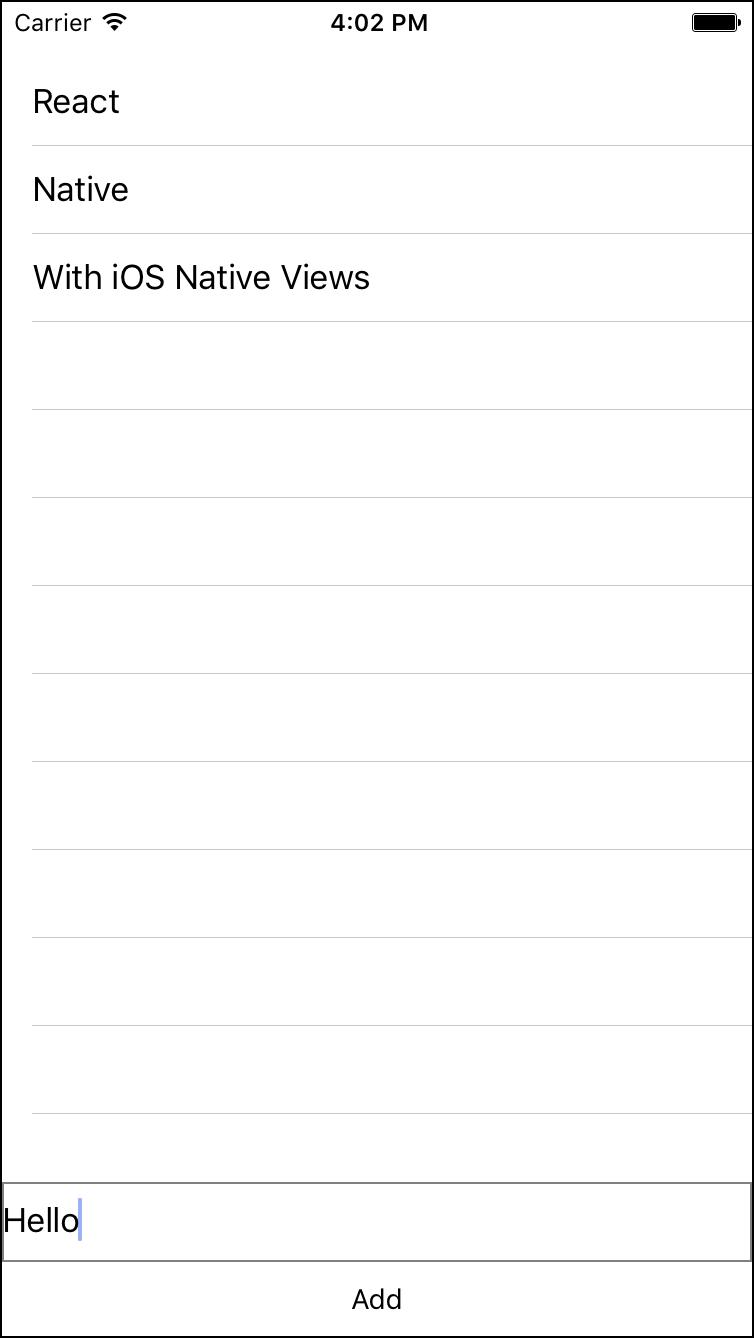 Carrier 4:02 PM
React
Native
With iOS Native Views
Hello
Add